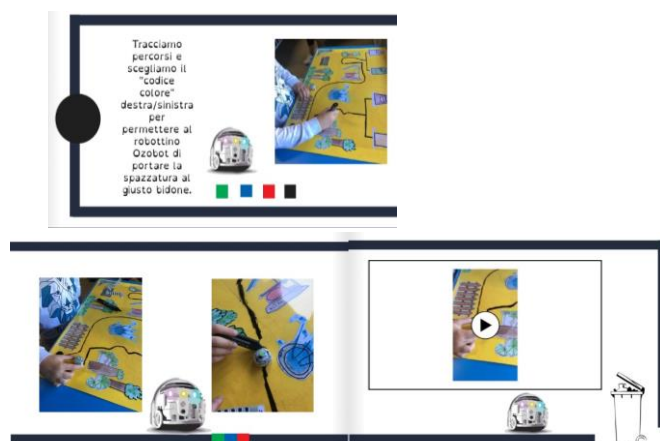 Tracciamo
percorsi e
scegliamo il
"codice
colore"
destra/sinistra
per
permettere al
robottino
Ozobot di
portare la
spazzatura al
giusto bidone.